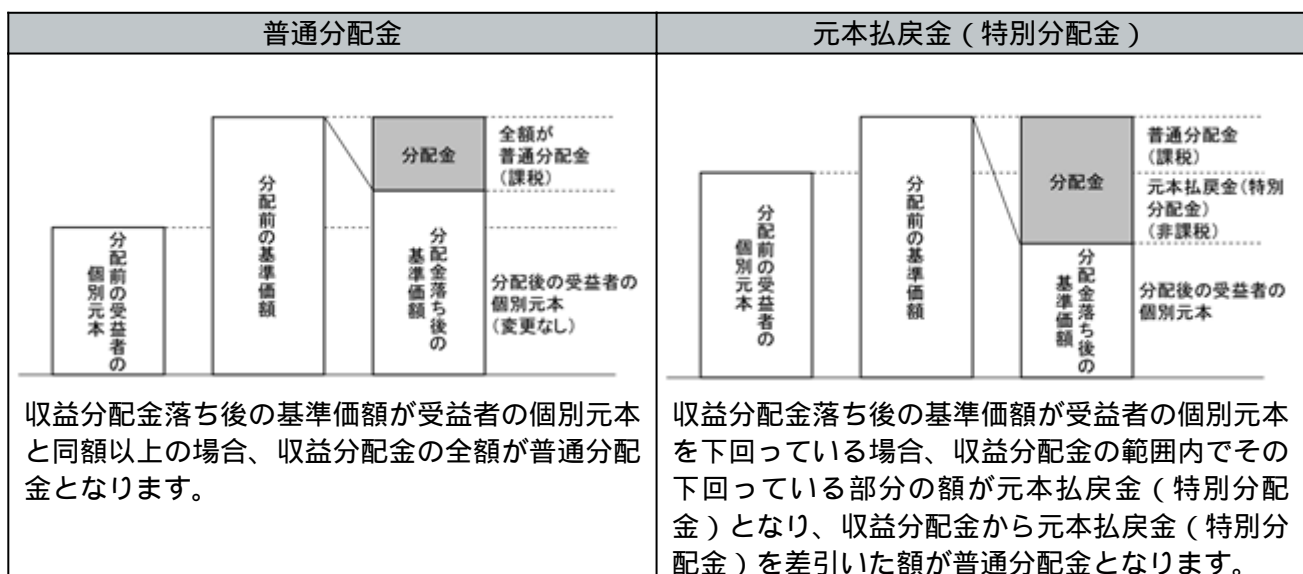 普通分配金
分配前の受益者の
個別元本
分配前の基準価額
分配金
分配金落ち後の
基準価額
全額が
普通分配金
（課税）
分配後の受益者の
個別元本
（変更なし）
収益分配金落ち後の基準価額が受益者の個別元本
と同額以上の場合、収益分配金の全額が普通分配
金となります。
元本払戻金（特別分配金）
分配前の受益者の
個別元本
分配前の基準価額
分配金
分配金落ち後の
基準価額
普通分配金
（課税）
元本払戻金（特別
分配金）
（非課税）
分配後の受益者の
個別元本
収益分配金落ち後の基準価額が受益者の個別元本
を下回っている場合、収益分配金の範囲内でその
下回っている部分の額が元本払戻金（特別分配
金）となり、収益分配金から元本払戻金（特別分
配金）を差引いた額が普通分配金となります。